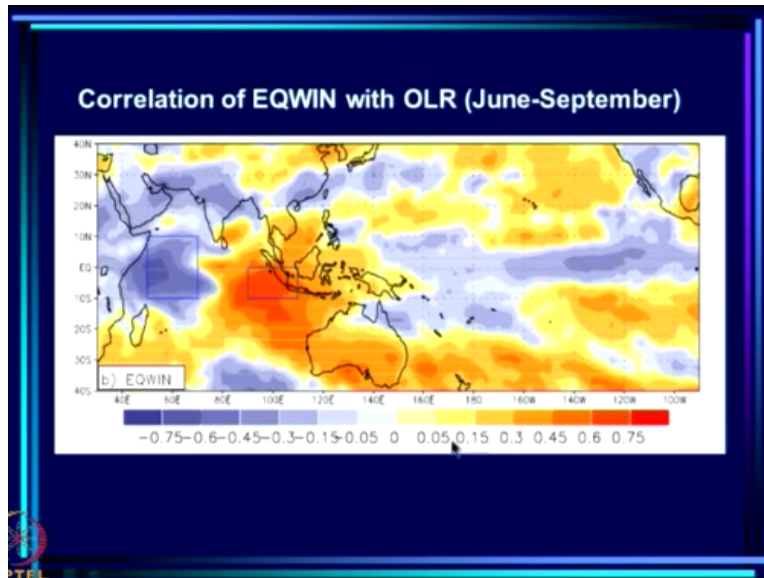 Correlation of EQWIN with OLR (June-September)
40N
30N
20N
10N
EQ
10S
20S
30S
40S
b) EQWIN
40E 60E 80E 100E 120E 140E 160E 180 160W 140W 120W 100W
-0.75-0.6-0.45-0.3-0.15-0.05 0 0.05 0.15 0.3 0.45 0.6 0.75
PTEL